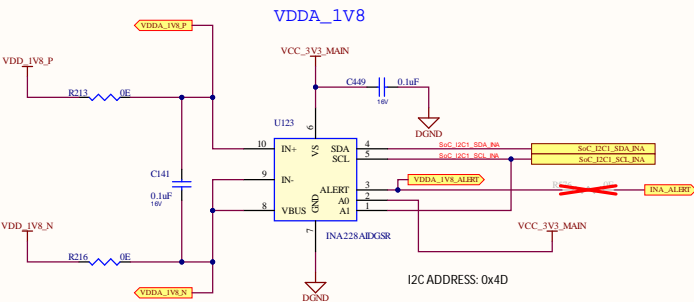 VDDA_1V8
VDDA_1V8_P
VDD_1V8_P
VCC_3V3_MAIN
C449
0.1uF
16V
R213
0E
DGND
U123
6
10
IN+
VS
SDA
4
SoC_I2C1_SDA_INA
SoC_I2C1_SDA_INA
SCL
5
SoC_I2C1_SCL_INA
SoC_I2C1_SCL_INA
C141
0.1uF
16V
9
IN-
VDDA_1V8_ALERT
ALERT
3
0E
INA_ALERT
8
VBUS
GND
A0
2
A1
1
VDD_1V8_N
7
INA228AIDGSR
VCC_3V3_MAIN
R216
0E
I2C ADDRESS: 0x4D
VDDA_1V8_N
DGND